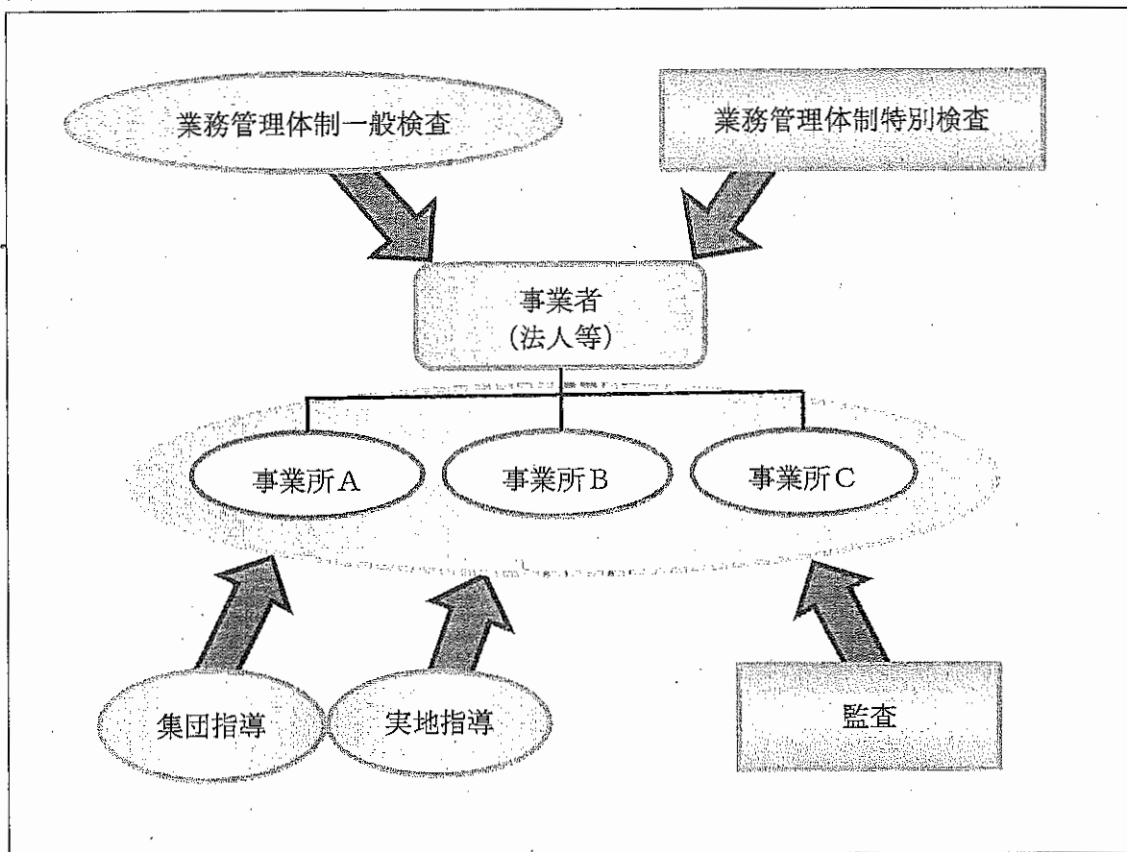 業務管理体制一般検査
業務管理体制特別検査
事業者
（法人等）
事業所A
事業所B
事業所C
集団指導
実地指導
監査